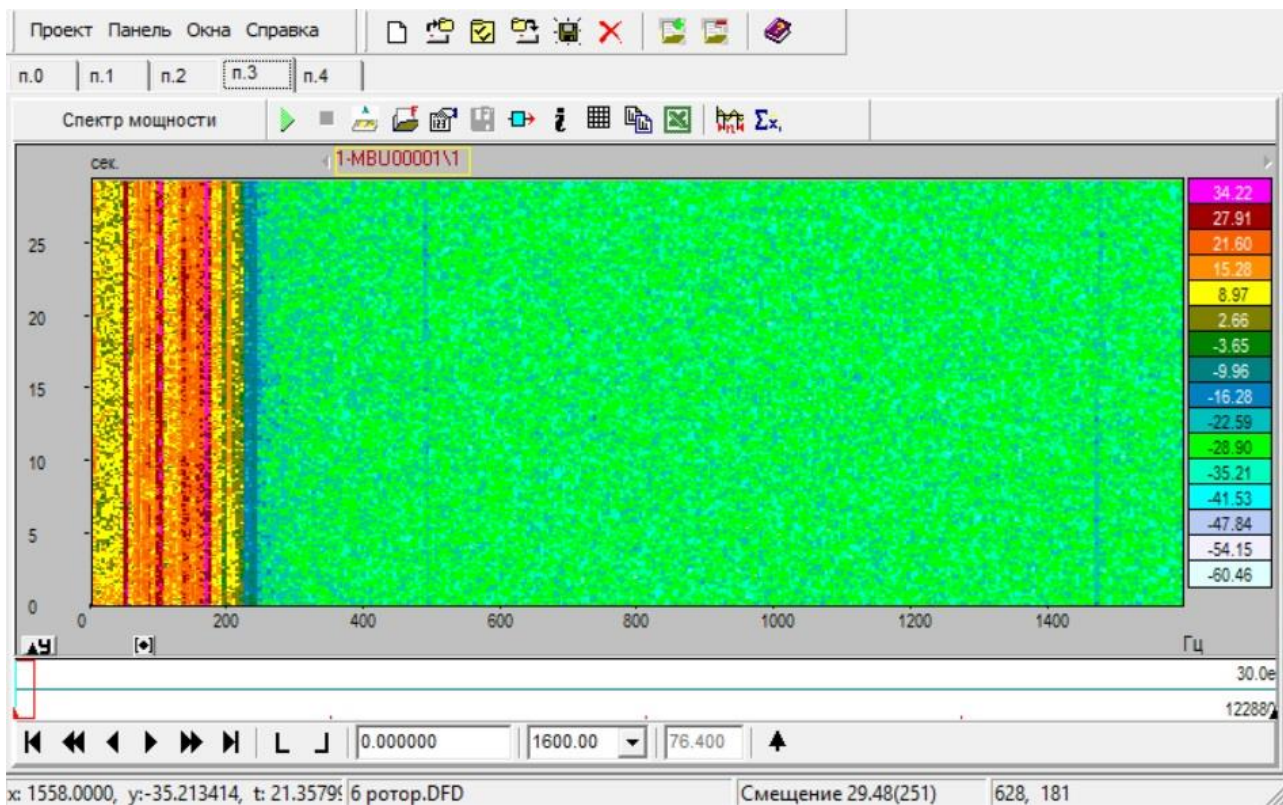 Проект Панель Окна Справка
п.0 п.1 п.2 п.3 п.4
Спектр мощности
сек. 1-MBU00001\1
34.22
27.91
21.60
15.28
8.97
2.66
-3.65
-9.96
-16.28
-22.59
-28.90
-35.21
-41.53
-47.84
-54.15
-60.46
25
20
15
10
5
0
0 200 400 600 800 1000 1200 1400
Гц
30.0e
122880
0.000000 1600.00 76.400
x: 1558.0000, y:-35.213414, t: 21.35799 6 ротор.DFD Смещение 29.48(251) 628, 181